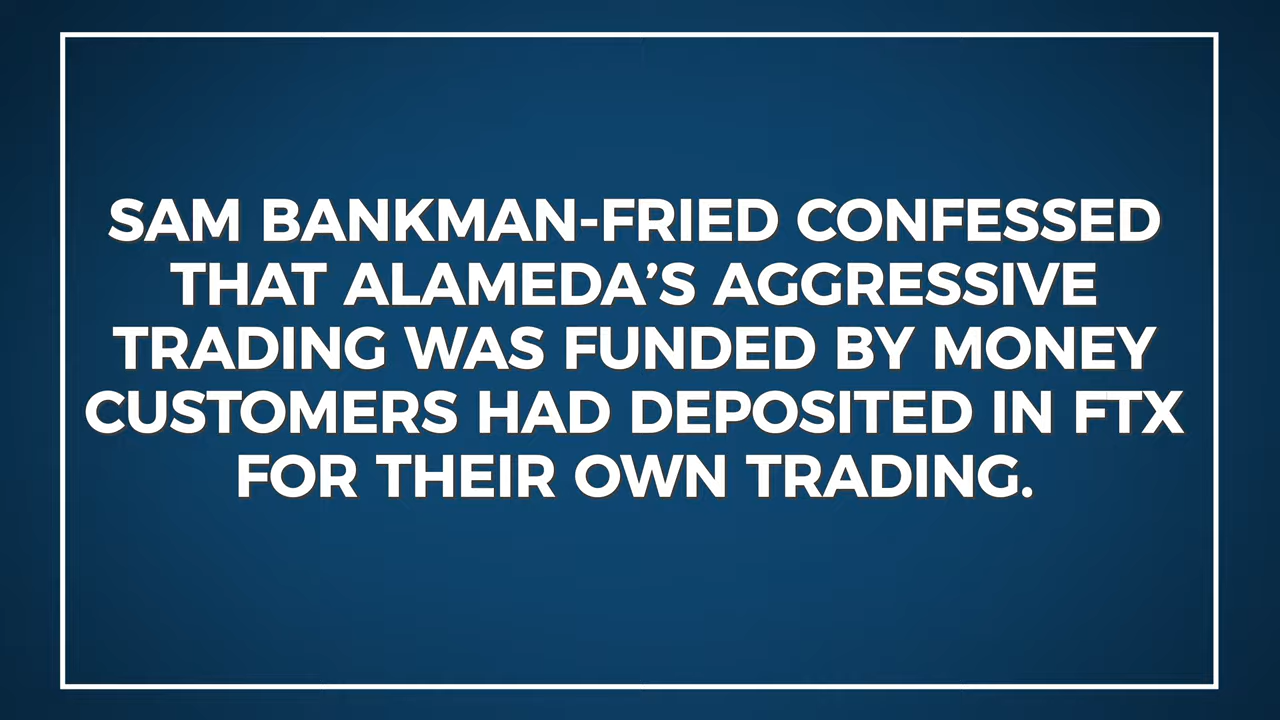 SAM BANKMAN-FRIED CONFESSED
THAT ALAMEDA’S AGGRESSIVE
TRADING WAS FUNDED BY MONEY
CUSTOMERS HAD DEPOSITED IN FTX
FOR THEIR OWN TRADING.